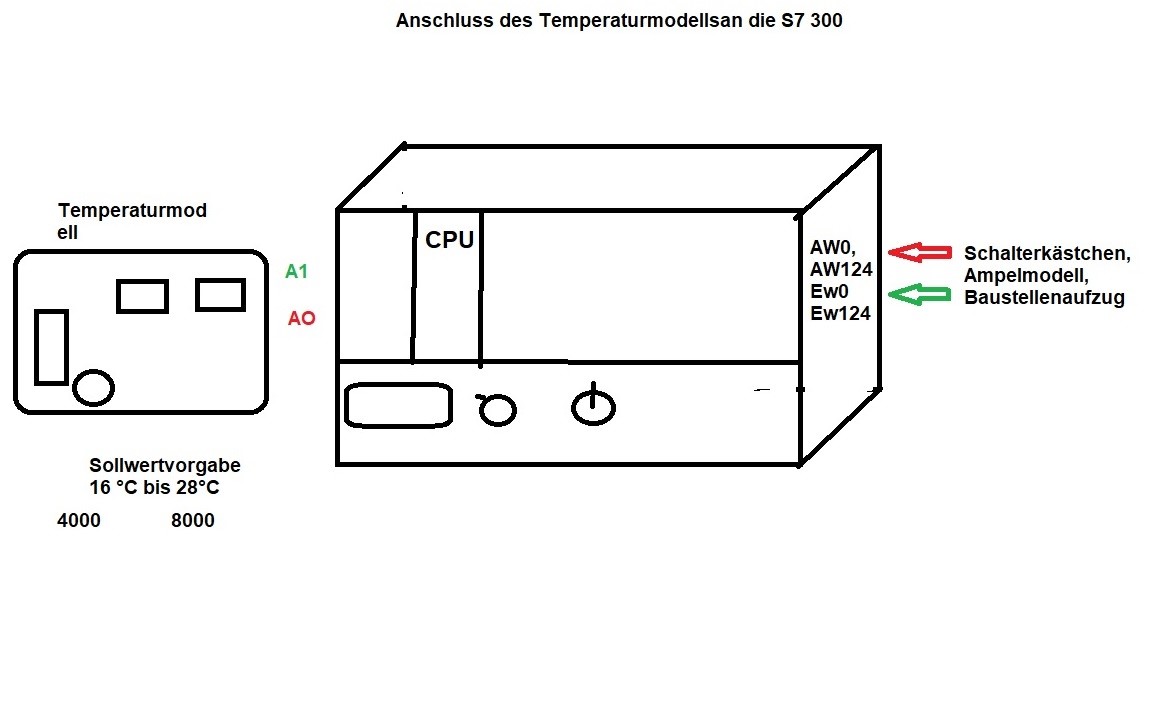 Anschluss des Temperaturmodellsan die S7 300
Temperaturmod
ell
A1
AO
CPU
AW0,
AW124
Ew0
Ew124
Schalterkästchen,
Ampelmodell,
Baustellenaufzug
Sollwertvorgabe
16 °C bis 28°C
4000 8000